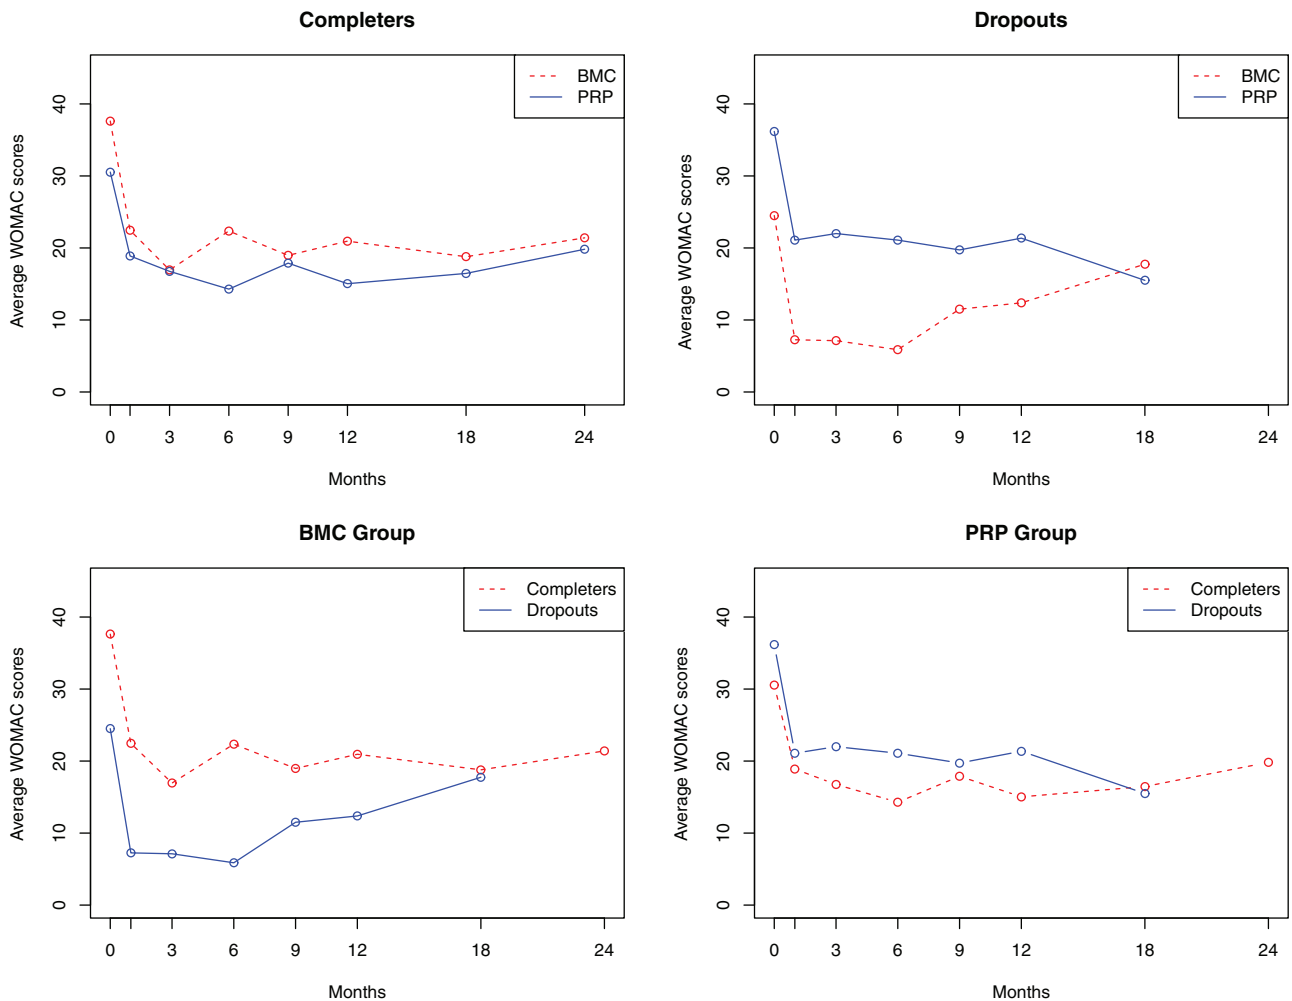 Completers
BMC
PRP
Average WOMAC scores
40
30
20
10
0
0 3 6 9 12 18 24
Months
Dropouts
BMC
PRP
Average WOMAC scores
40
30
20
10
0
0 3 6 9 12 18 24
Months
BMC Group
Completers
Dropouts
Average WOMAC scores
40
30
20
10
0
0 3 6 9 12 18 24
Months
PRP Group
Completers
Dropouts
Average WOMAC scores
40
30
20
10
0
0 3 6 9 12 18 24
Months